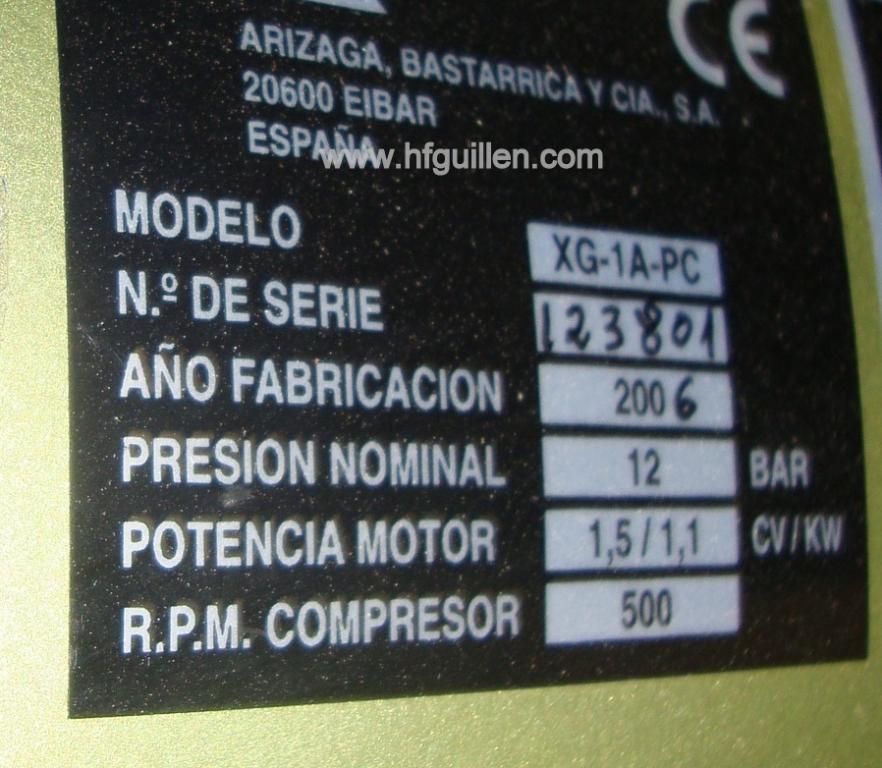 CE
ARIZAGA, BASTARRICA Y CIA., S.A.
20600 EIBAR
ESPAÑA
www.hfguillen.com
MODELO XG-1A-PC
N.º DE SERIE 123801
AÑO FABRICACION 2006
PRESION NOMINAL 12 BAR
POTENCIA MOTOR 1,5 / 1,1 CV / KW
R.P.M. COMPRESOR 500